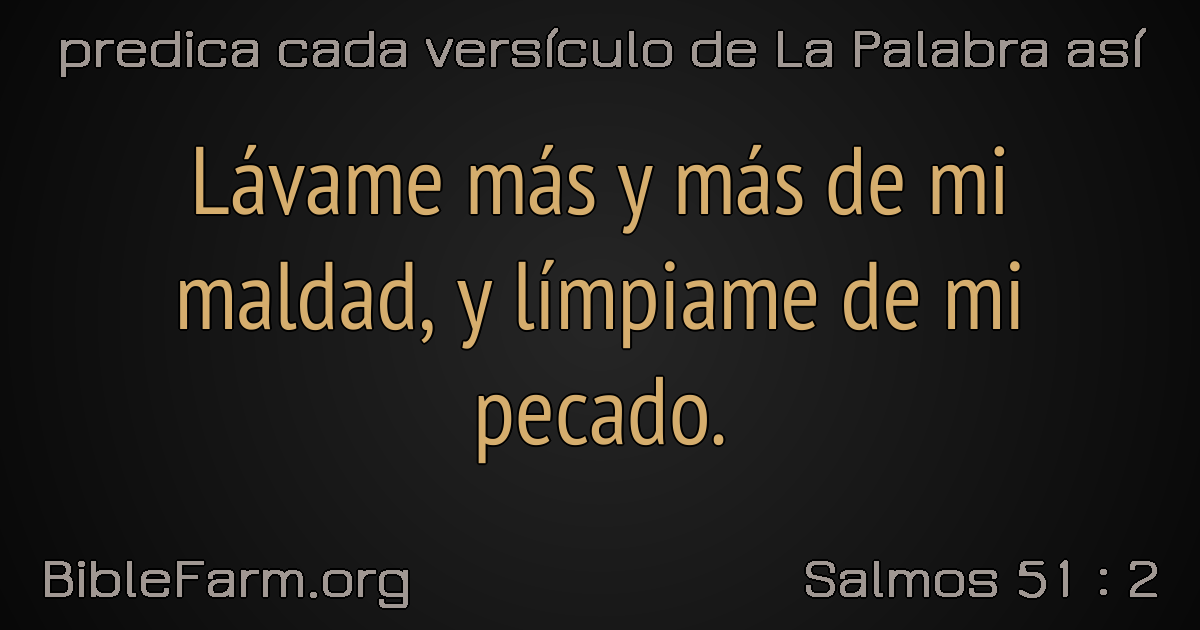 predica cada versículo de La Palabra así
Lávame más y más de mi
maldad, y límpiame de mi
pecado.
BibleFarm.org
Salmos 51 : 2